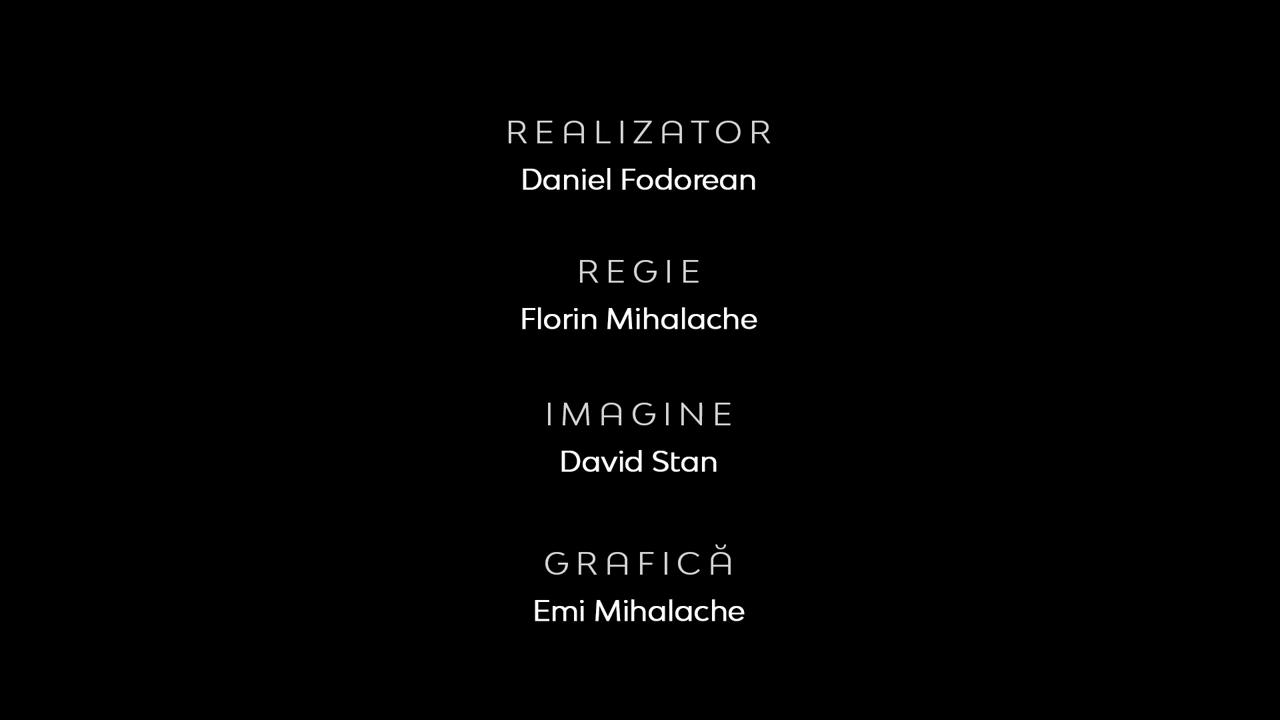 REALIZATOR
Daniel Fodorean
REGIE
Florin Mihalache
IMAGINE
David Stan
GRAFICĂ
Emi Mihalache